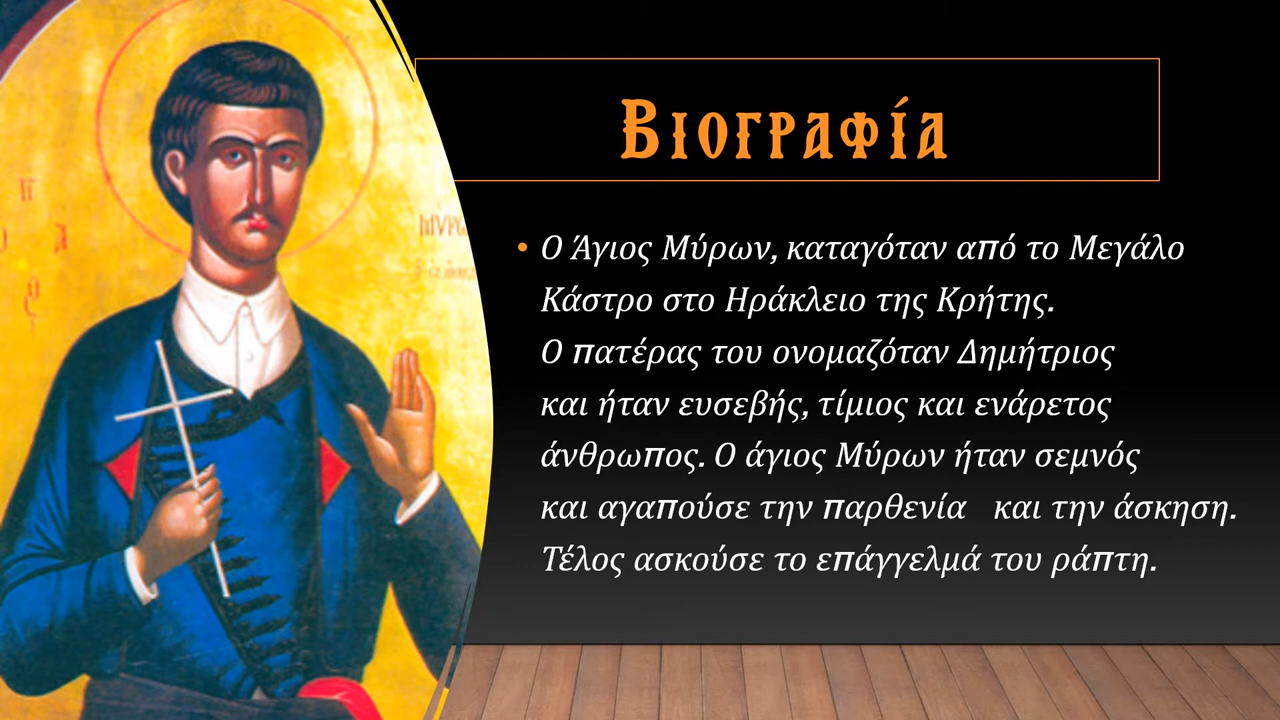 Βιογραφία
• Ο Άγιος Μύρων, καταγόταν από το Μεγάλο
Κάστρο στο Ηράκλειο της Κρήτης.
Ο πατέρας του ονομαζόταν Δημήτριος
και ήταν ευσεβής, τίμιος και ενάρετος
άνθρωπος. Ο άγιος Μύρων ήταν σεμνός
και αγαπούσε την παρθενία και την άσκηση.
Τέλος ασκούσε το επάγγελμά του ράπτη.